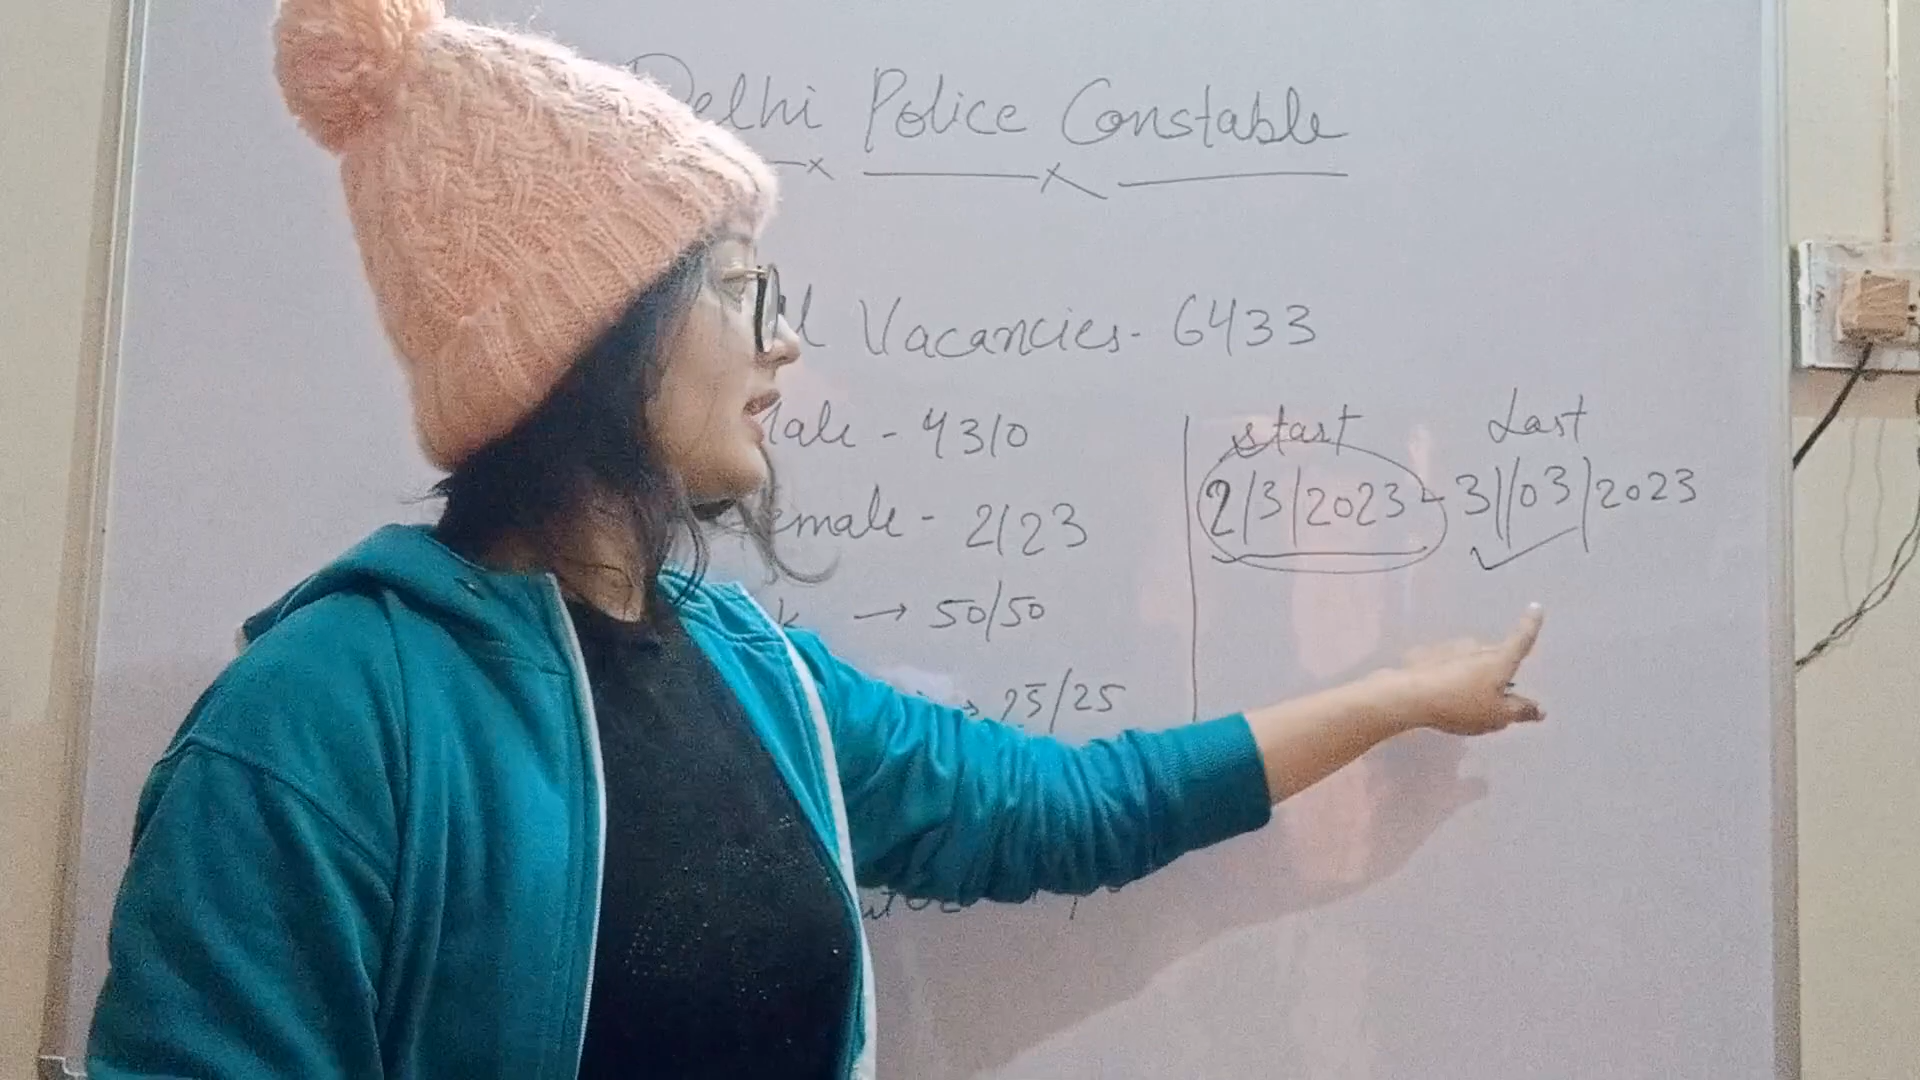 Delhi Police Constable
Vacancies - 6433
Male - 4310
Female - 2123
→ 50/50
→ 25/25
start
Last
2/3/2023 - 31/03/2023